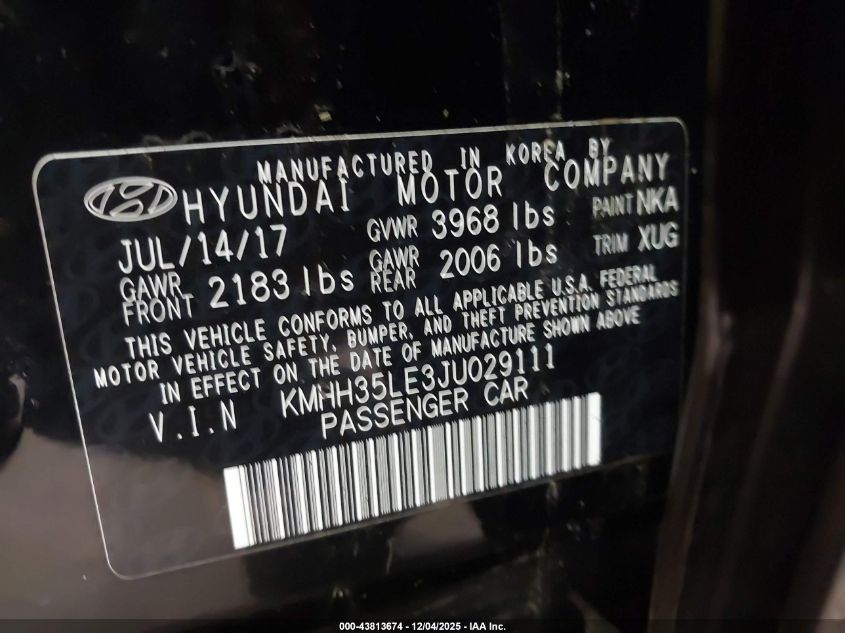 MANUFACTURED IN KOREA BY
HYUNDAI MOTOR COMPANY
JUL/14/17 GVWR 3968 lbs PAINT NKA
GAWR FRONT 2183 lbs GAWR REAR 2006 lbs TRIM XUG
THIS VEHICLE CONFORMS TO ALL APPLICABLE U.S.A. FEDERAL
MOTOR VEHICLE SAFETY, BUMPER, AND THEFT PREVENTION STANDARDS
IN EFFECT ON THE DATE OF MANUFACTURE SHOWN ABOVE
V.I.N KMHH35LE3JU029111
PASSENGER CAR
000-43813674 - 12/04/2025 - IAA Inc.